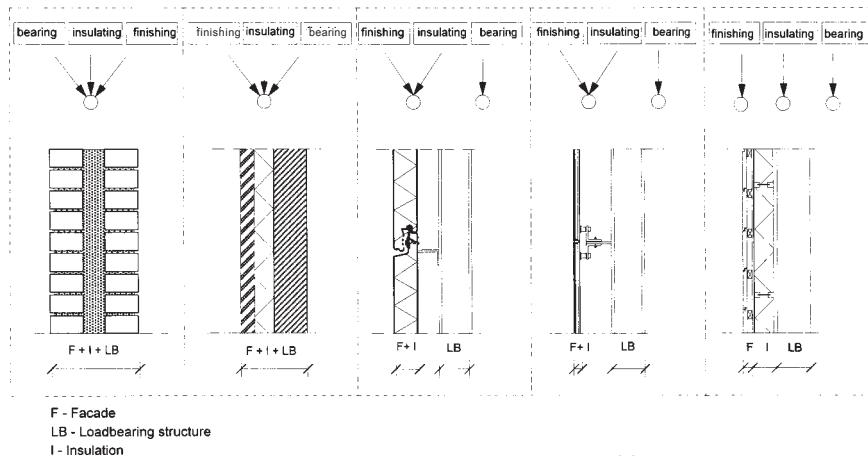 bearing insulating finishing
finishing insulating bearing
finishing insulating bearing
finishing insulating bearing
finishing insulating bearing
F + I + LB
F + I + LB
F+ I LB
F+ I LB
F I LB
F - Facade
LB - Loadbearing structure
I - Insulation